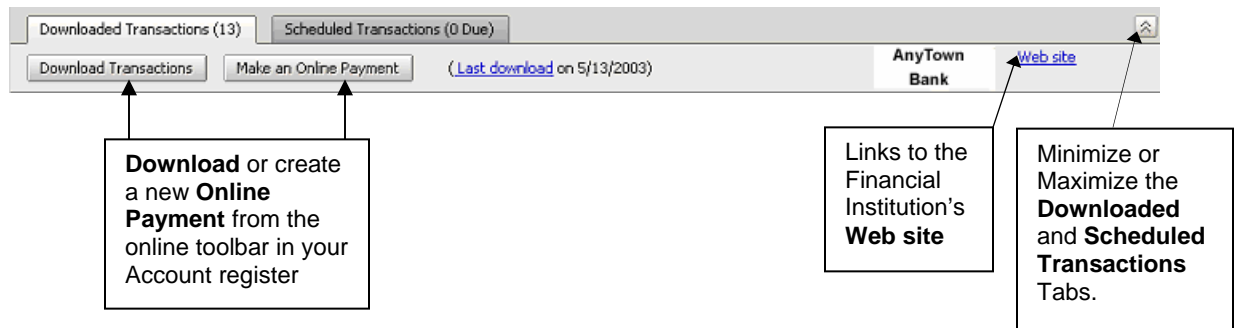 Downloaded Transactions (13) Scheduled Transactions (0 Due)
Download Transactions Make an Online Payment ( Last download on 5/13/2003)
AnyTown
Bank
Web site
Download or create
a new Online
Payment from the
online toolbar in your
Account register
Links to the
Financial
Institution’s
Web site
Minimize or
Maximize the
Downloaded
and Scheduled
Transactions
Tabs.